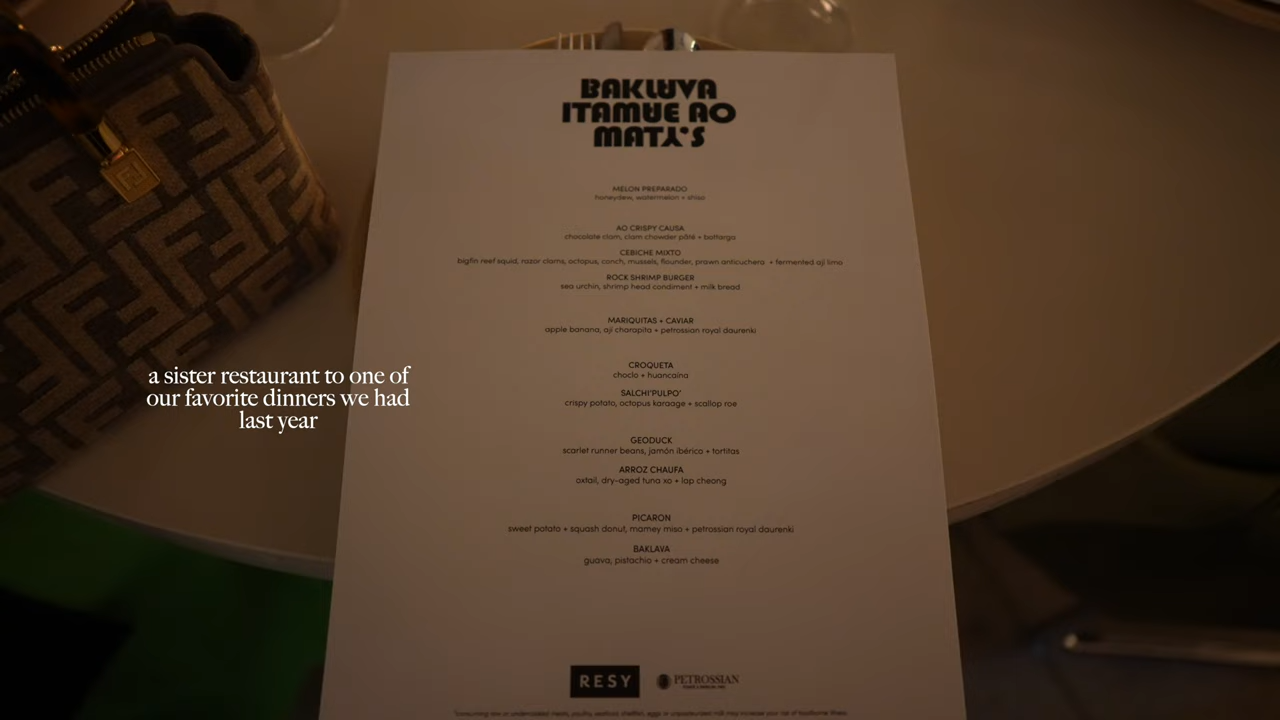 BAKLUVA
ITAMUE AO
MATY'S
MELON PREPARADO
honeydew, watermelon + shiso
AO CRISPY CAUSA
chocolate clam, clam chowder pâté + bottarga
CEBICHE MIXTO
bigfin reef squid, razor clams, octopus, conch, mussels, flounder, prawn anticuchera + fermented aji limo
ROCK SHRIMP BURGER
sea urchin, shrimp head condiment + milk bread
MARIQUITAS + CAVIAR
apple banana, aji charapita + petrossian royal daurenki
CROQUETA
choclo + huancaina
SALCHI'PULPO'
crispy potato, octopus karaage + scallop roe
a sister restaurant to one of
our favorite dinners we had
last year
GEODUCK
scarlet runner beans, jamón ibérico + tortitas
ARROZ CHAUFA
oxtail, dry-aged tuna xo + lap cheong
PICARON
sweet potato + squash donut, mamey miso + petrossian royal daurenki
BAKLAVA
guava, pistachio + cream cheese
RESY
PETROSSIAN